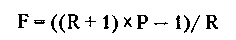 F = ((R + 1) × P − 1) / R